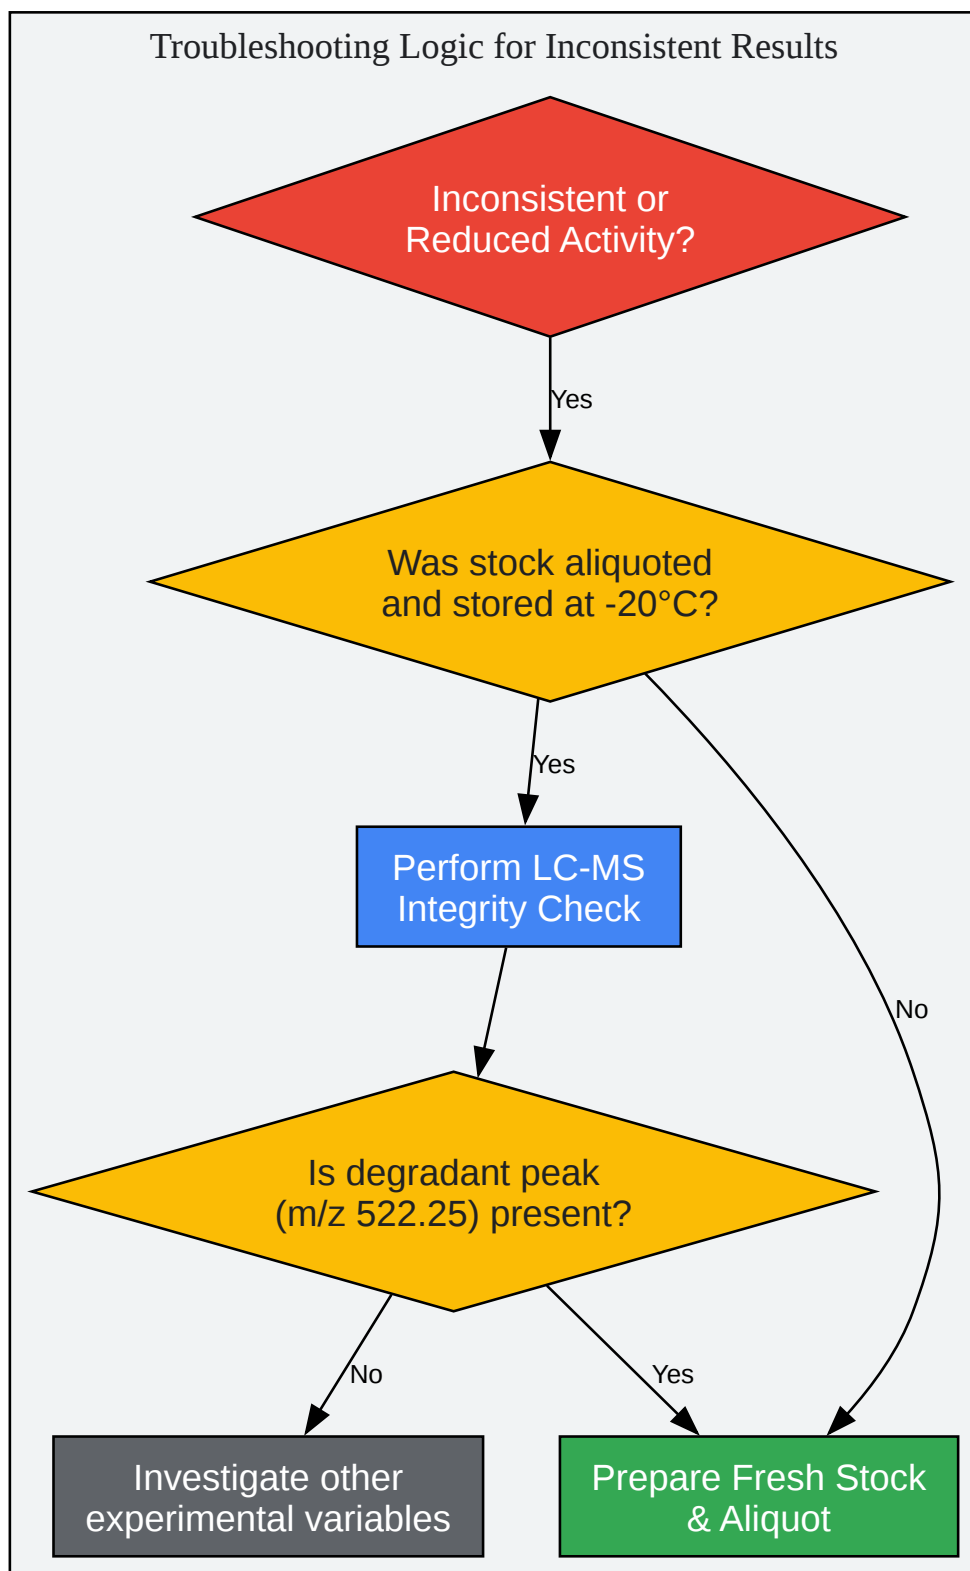 Troubleshooting Logic for Inconsistent Results
Inconsistent or
Reduced Activity?
Yes
Was stock aliquoted
and stored at -20°C?
Yes
Perform LC-MS
Integrity Check
No
Is degradant peak
(m/z 522.25) present?
No
Yes
Investigate other
experimental variables
Prepare Fresh Stock
& Aliquot